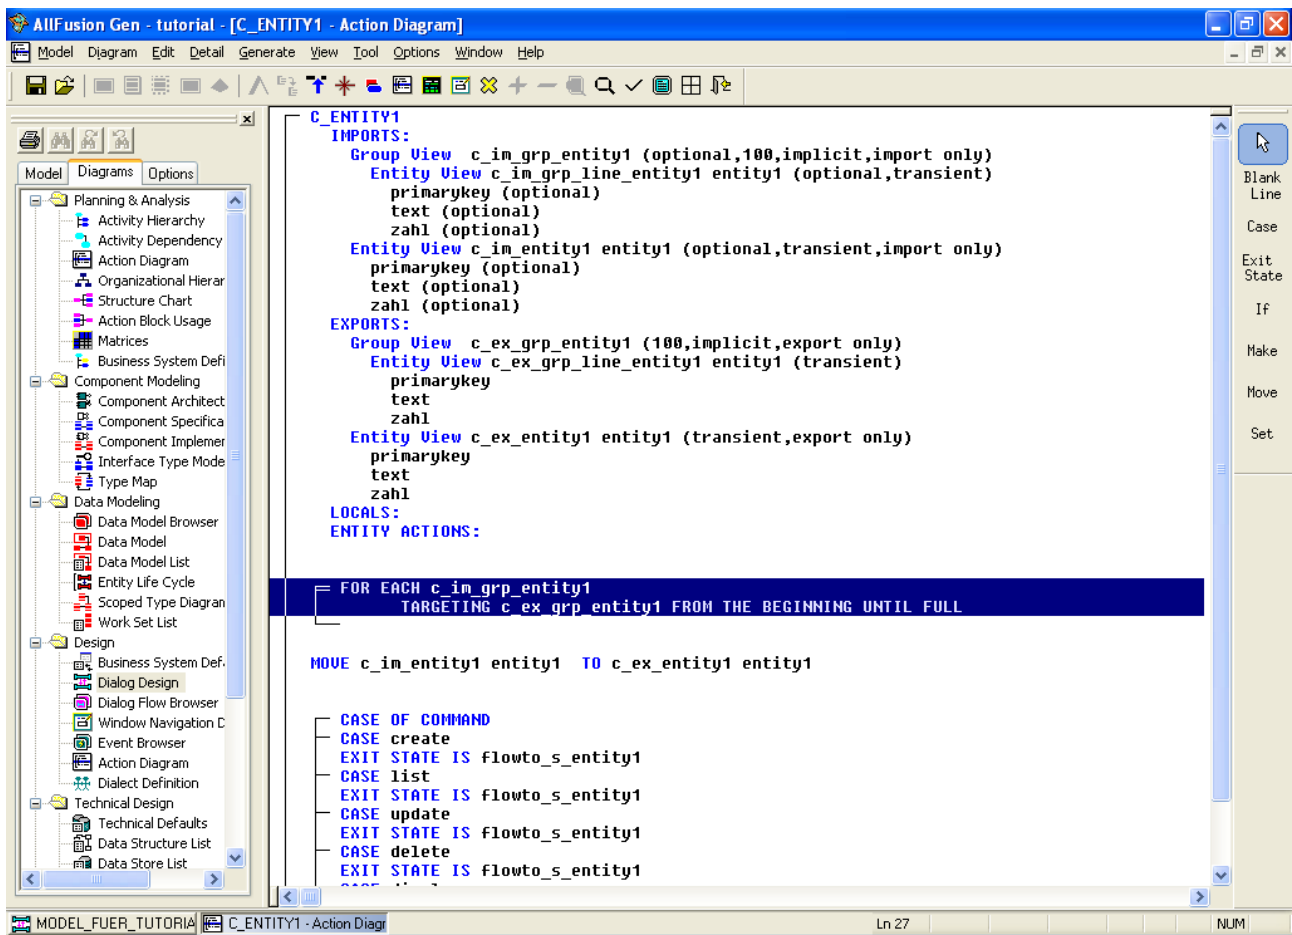 AllFusion Gen - tutorial - [C_ENTITY1 - Action Diagram]
Model Diagram Edit Detail Generate View Tool Options Window Help
Model Diagrams Options
Planning & Analysis
Activity Hierarchy
Activity Dependency
Action Diagram
Organizational Hierar
Structure Chart
Action Block Usage
Matrices
Business System Defi
Component Modeling
Component Architect
Component Specifica
Component Implemer
Interface Type Mode
Type Map
Data Modeling
Data Model Browser
Data Model
Data Model List
Entity Life Cycle
Scoped Type Diagran
Work Set List
Design
Business System Def
Dialog Design
Dialog Flow Browser
Window Navigation D
Event Browser
Action Diagram
Dialect Definition
Technical Design
Technical Defaults
Data Structure List
Data Store List
C_ENTITY1
IMPORTS:
Group View c_im_grp_entity1 (optional,100,implicit,import only)
Entity View c_im_grp_line_entity1 entity1 (optional,transient)
primarykey (optional)
text (optional)
zahl (optional)
Entity View c_im_entity1 entity1 (optional,transient,import only)
primarykey (optional)
text (optional)
zahl (optional)
EXPORTS:
Group View c_ex_grp_entity1 (100,implicit,export only)
Entity View c_ex_grp_line_entity1 entity1 (transient)
primarykey
text
zahl
Entity View c_ex_entity1 entity1 (transient,export only)
primarykey
text
zahl
LOCALS:
ENTITY ACTIONS:
FOR EACH c_im_grp_entity1
TARGETING c_ex_grp_entity1 FROM THE BEGINNING UNTIL FULL
MOVE c_im_entity1 entity1 TO c_ex_entity1 entity1
CASE OF COMMAND
CASE create
EXIT STATE IS flowto_s_entity1
CASE list
EXIT STATE IS flowto_s_entity1
CASE update
EXIT STATE IS flowto_s_entity1
CASE delete
EXIT STATE IS flowto_s_entity1
Blank
Line
Case
Exit
State
If
Make
Move
Set
MODEL_FUER_TUTORIA C_ENTITY1 - Action Diagr Ln 27 NUM